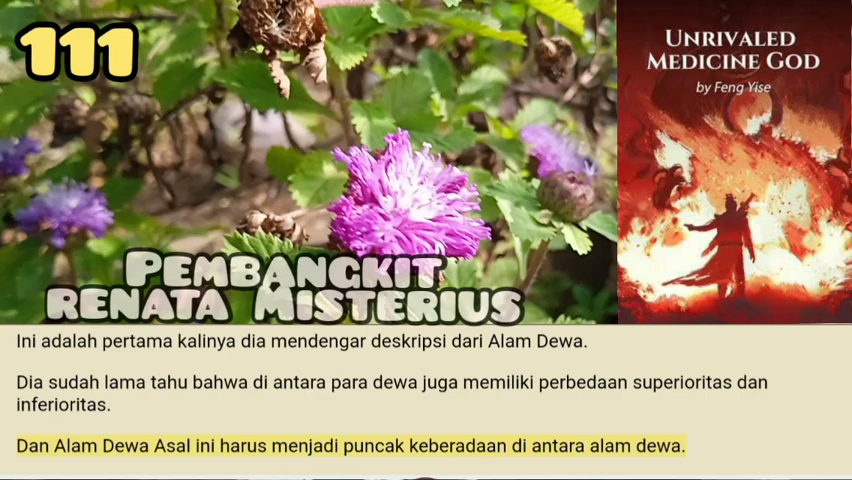 111
UNRIVALED
MEDICINE GOD
by Feng Yise
PEMBANGKIT
RENATA MISTERIUS
Ini adalah pertama kalinya dia mendengar deskripsi dari Alam Dewa.
Dia sudah lama tahu bahwa di antara para dewa juga memiliki perbedaan superioritas dan
inferioritas.
Dan Alam Dewa Asal ini harus menjadi puncak keberadaan di antara alam dewa.